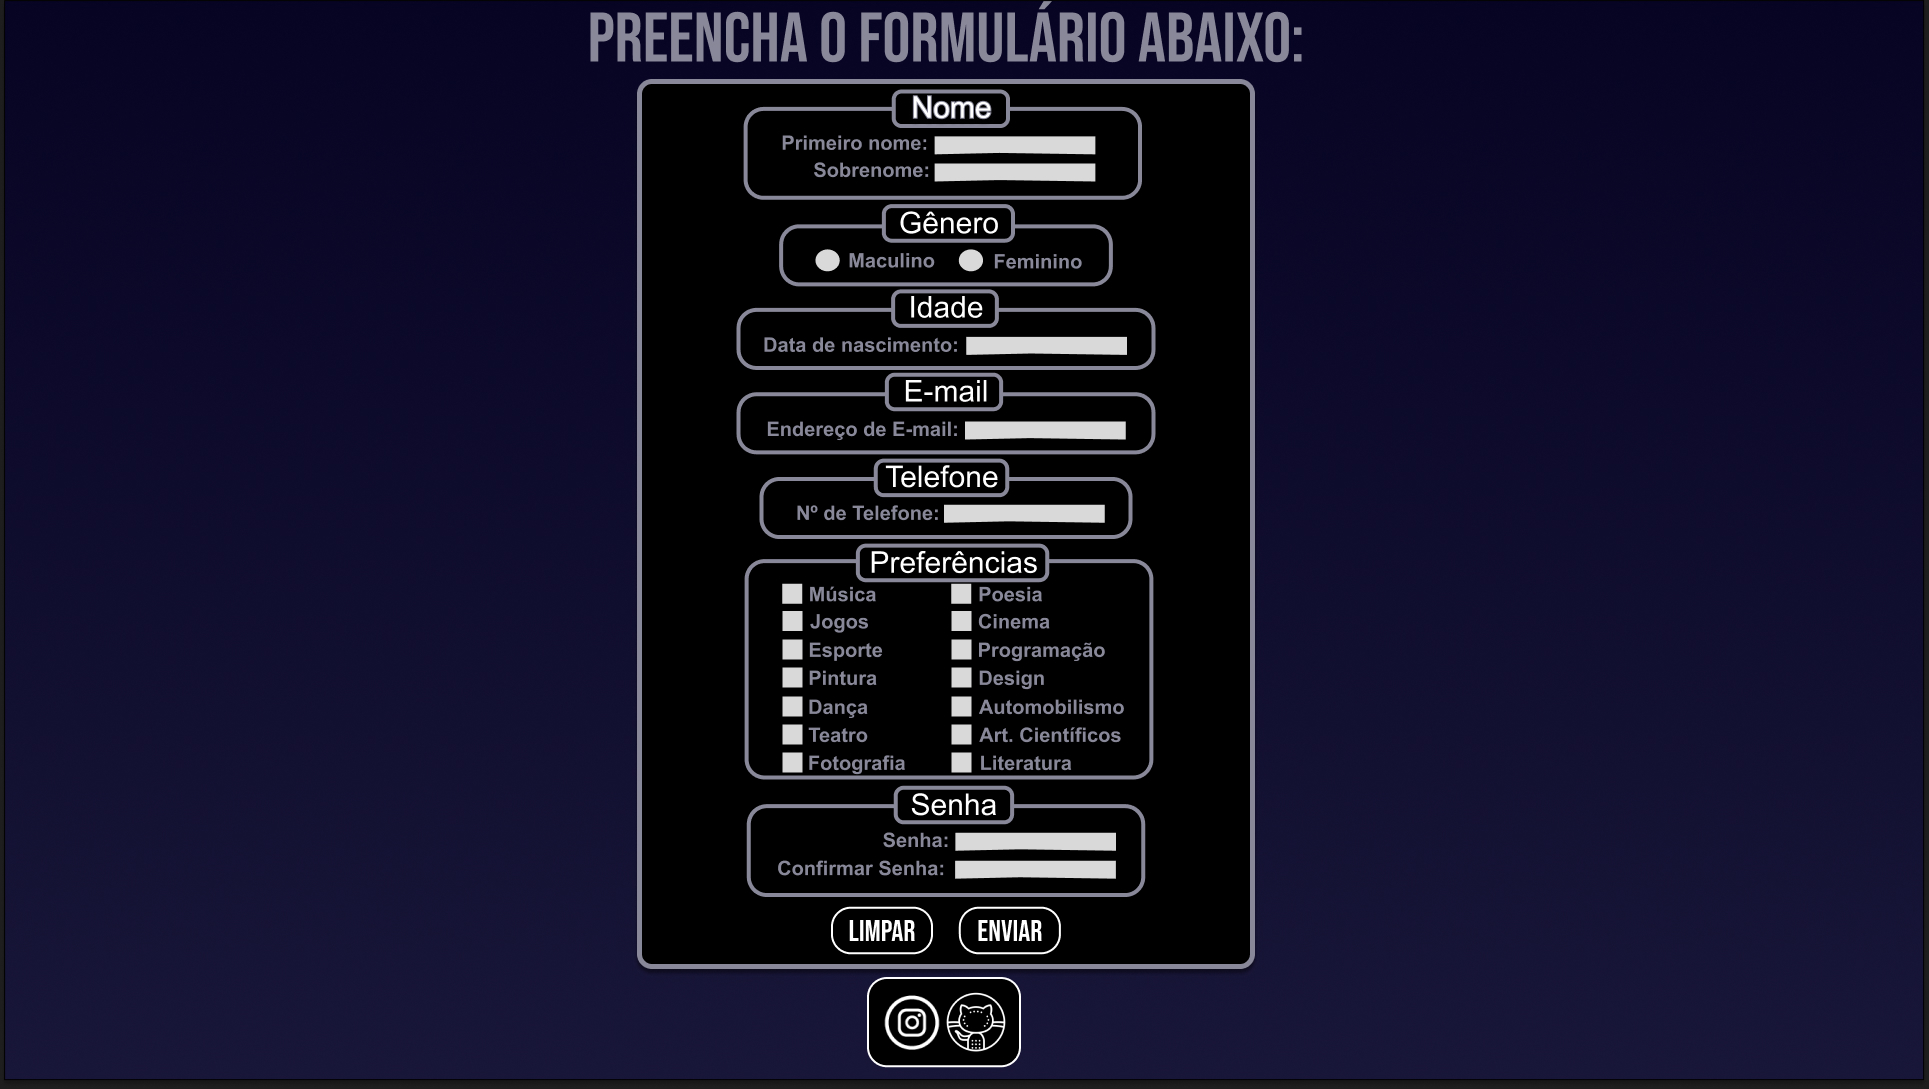 PREENCHA O FORMULÁRIO ABAIXO:
Nome
Primeiro nome:
Sobrenome:
Gênero
Maculino Feminino
Idade
Data de nascimento:
E-mail
Endereço de E-mail:
Telefone
Nº de Telefone:
Preferências
Música Poesia
Jogos Cinema
Esporte Programação
Pintura Design
Dança Automobilismo
Teatro Art. Científicos
Fotografia Literatura
Senha
Senha:
Confirmar Senha:
LIMPAR ENVIAR